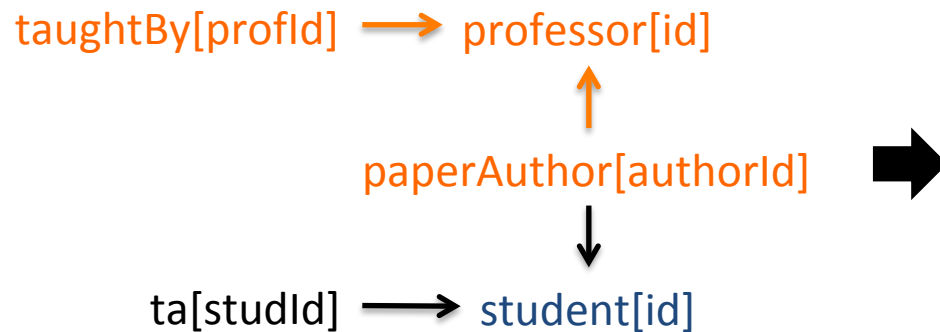 taughtBy[profId] professor[id]
paperAuthor[authorId]
ta[studId] student[id]